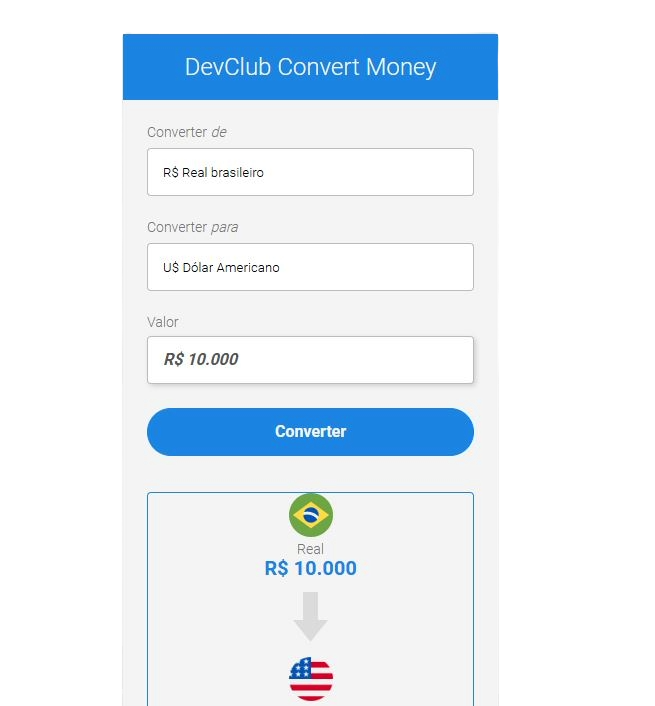 DevClub Convert Money
Converter de
R$ Real brasileiro
Converter para
U$ Dólar Americano
Valor
R$ 10.000
Converter
Real
R$ 10.000